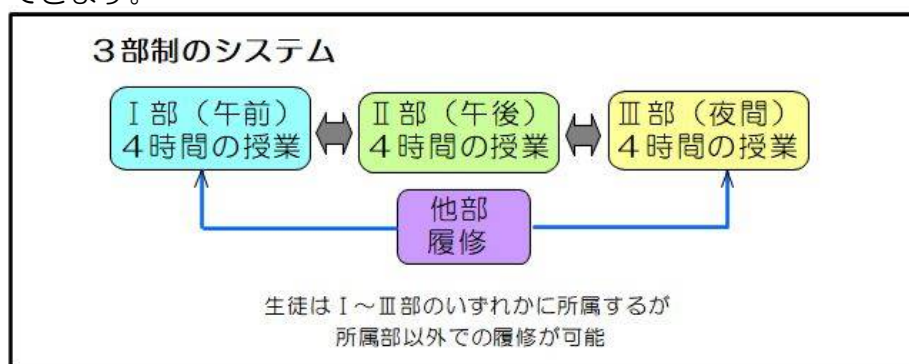 できます。
3部制のシステム
Ⅰ部（午前）
4時間の授業
Ⅱ部（午後）
4時間の授業
Ⅲ部（夜間）
4時間の授業
他部
履修
生徒はⅠ～Ⅲ部のいずれかに所属するが
所属部以外での履修が可能